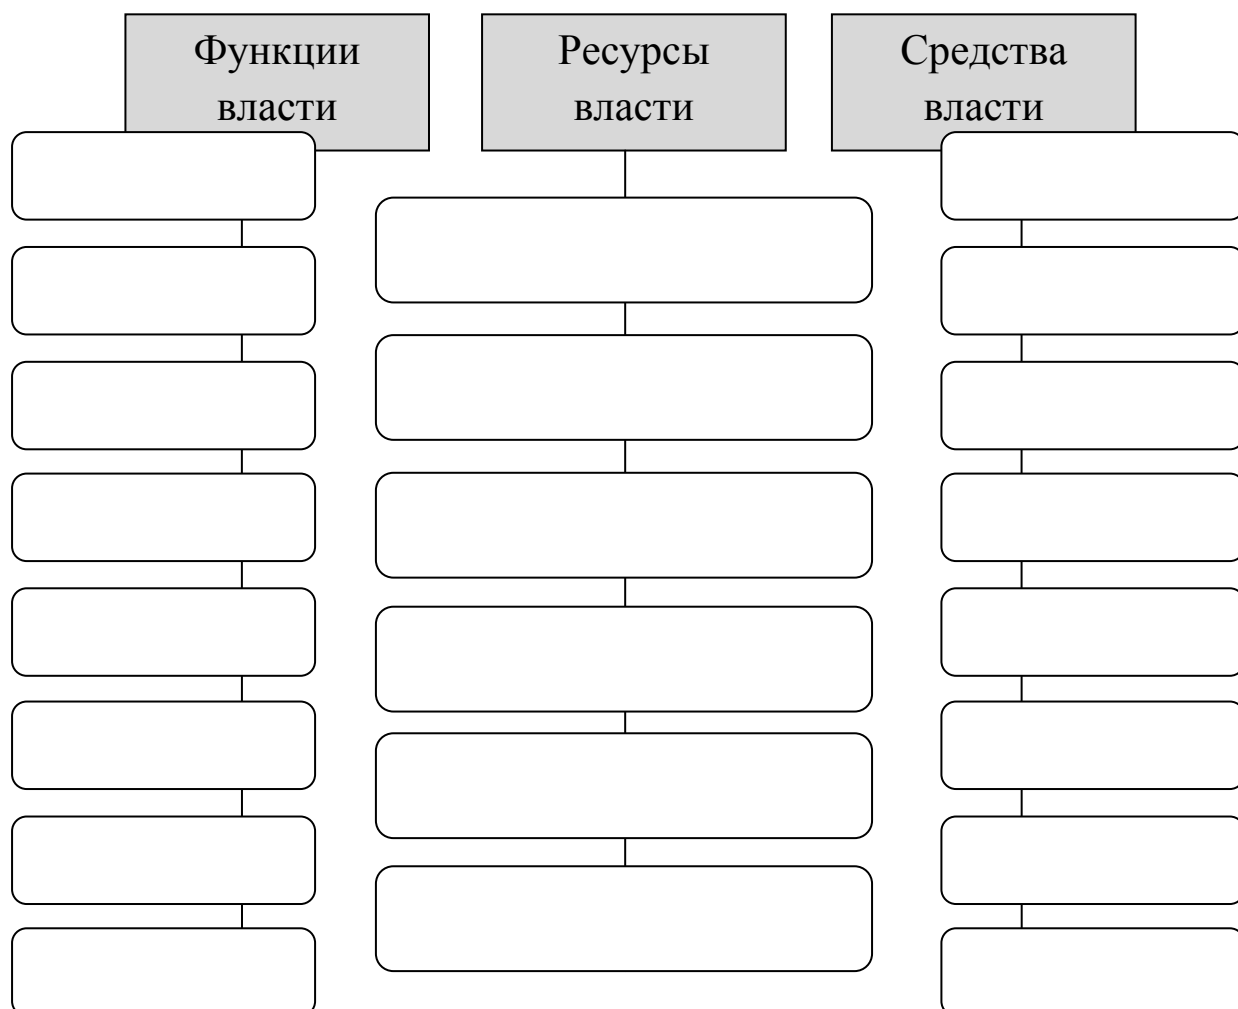 Функции
власти
Ресурсы
власти
Средства
власти